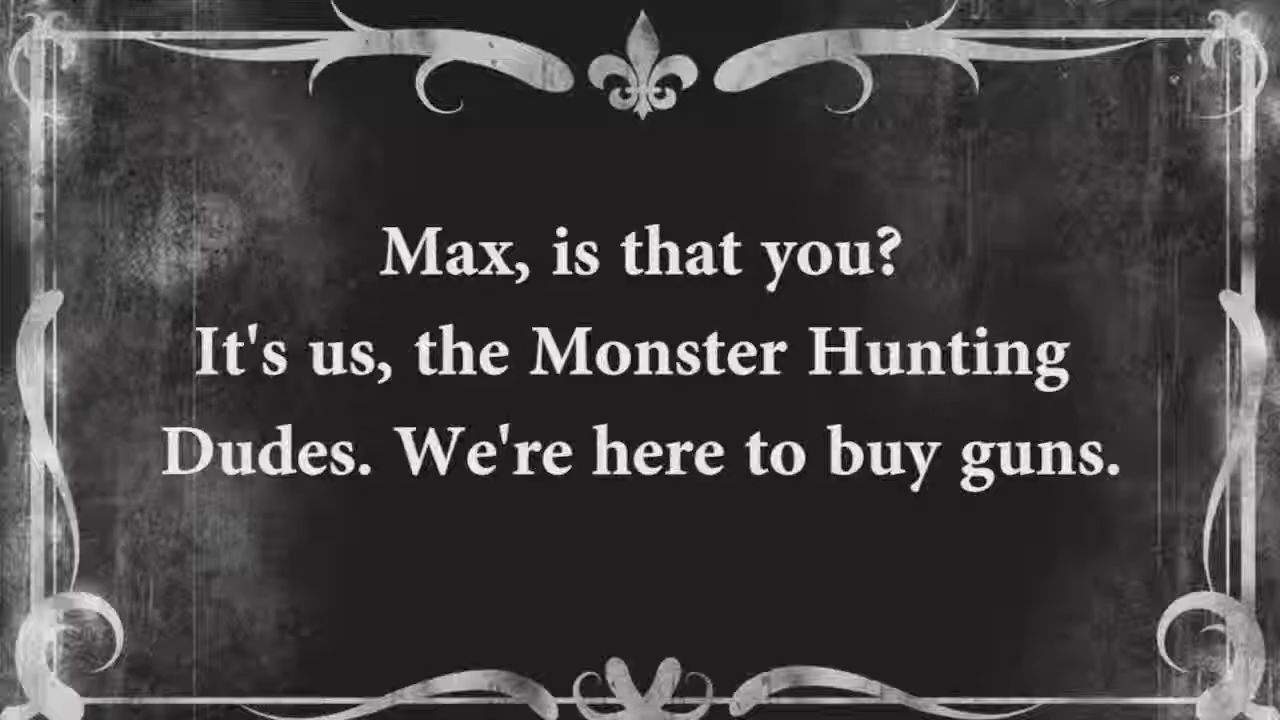 Max, is that you?
It's us, the Monster Hunting
Dudes. We're here to buy guns.